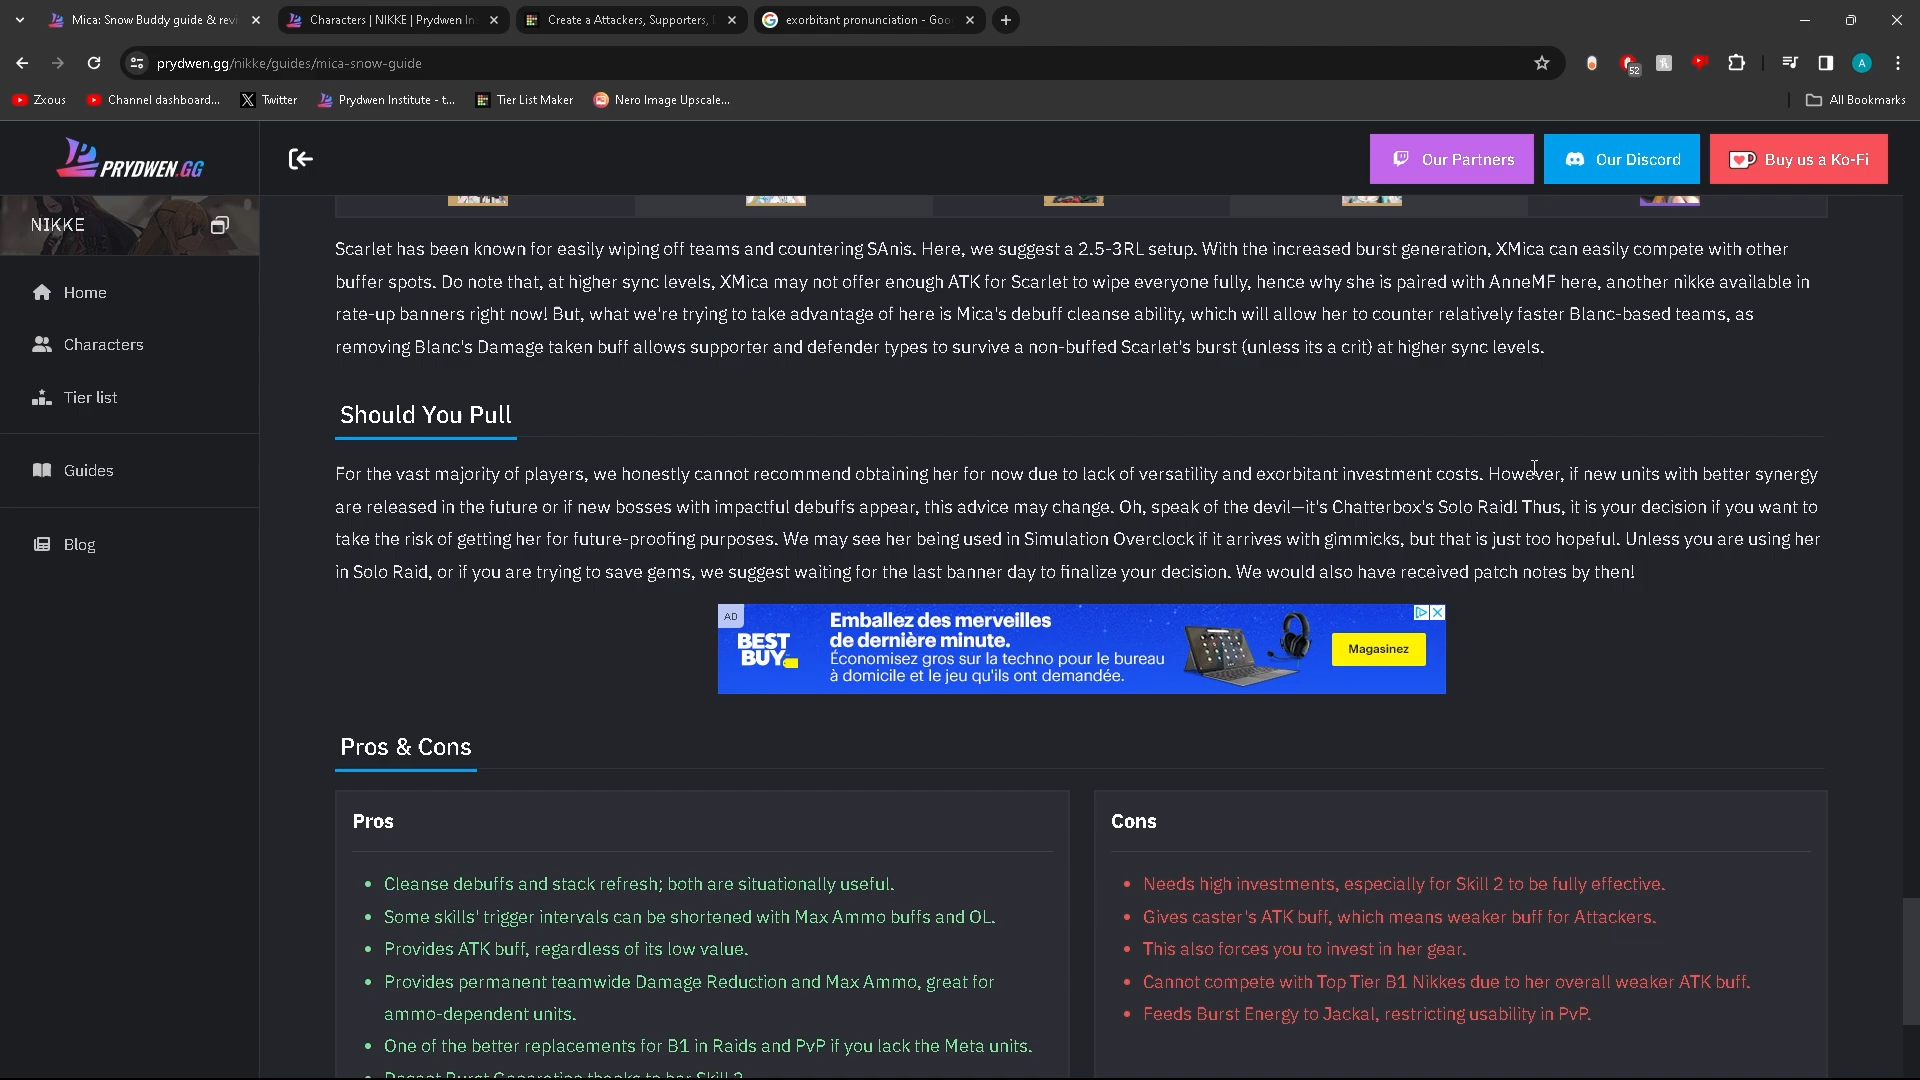 Mica: Snow Buddy guide & revi
Characters | NIKKE | Prydwen In
Create a Attackers, Supporters,
exorbitant pronunciation - Goo
prydwen.gg/nikke/guides/mica-snow-guide
52
A
Zxous
Channel dashboard...
Twitter
Prydwen Institute - t...
Tier List Maker
Nero Image Upscale...
All Bookmarks
PRYDWEN.GG
Our Partners
Our Discord
Buy us a Ko-Fi
NIKKE
Home
Characters
Tier list
Guides
Blog
Scarlet has been known for easily wiping off teams and countering SAnis. Here, we suggest a 2.5-3RL setup. With the increased burst generation, XMica can easily compete with other
buffer spots. Do note that, at higher sync levels, XMica may not offer enough ATK for Scarlet to wipe everyone fully, hence why she is paired with AnneMF here, another nikke available in
rate-up banners right now! But, what we're trying to take advantage of here is Mica's debuff cleanse ability, which will allow her to counter relatively faster Blanc-based teams, as
removing Blanc's Damage taken buff allows supporter and defender types to survive a non-buffed Scarlet's burst (unless its a crit) at higher sync levels.
Should You Pull
For the vast majority of players, we honestly cannot recommend obtaining her for now due to lack of versatility and exorbitant investment costs. However, if new units with better synergy
are released in the future or if new bosses with impactful debuffs appear, this advice may change. Oh, speak of the devil—it's Chatterbox's Solo Raid! Thus, it is your decision if you want to
take the risk of getting her for future-proofing purposes. We may see her being used in Simulation Overclock if it arrives with gimmicks, but that is just too hopeful. Unless you are using her
in Solo Raid, or if you are trying to save gems, we suggest waiting for the last banner day to finalize your decision. We would also have received patch notes by then!
AD
BEST
BUY
Emballez des merveilles
de dernière minute.
Économisez gros sur la techno pour le bureau
à domicile et le jeu qu'ils ont demandée.
Magasinez
Pros & Cons
Pros
Cleanse debuffs and stack refresh; both are situationally useful.
Some skills' trigger intervals can be shortened with Max Ammo buffs and OL.
Provides ATK buff, regardless of its low value.
Provides permanent teamwide Damage Reduction and Max Ammo, great for
ammo-dependent units.
One of the better replacements for B1 in Raids and PvP if you lack the Meta units.
Decent Burst Generation thanks to her Skill 2
Cons
Needs high investments, especially for Skill 2 to be fully effective.
Gives caster's ATK buff, which means weaker buff for Attackers.
This also forces you to invest in her gear.
Cannot compete with Top Tier B1 Nikkes due to her overall weaker ATK buff.
Feeds Burst Energy to Jackal, restricting usability in PvP.